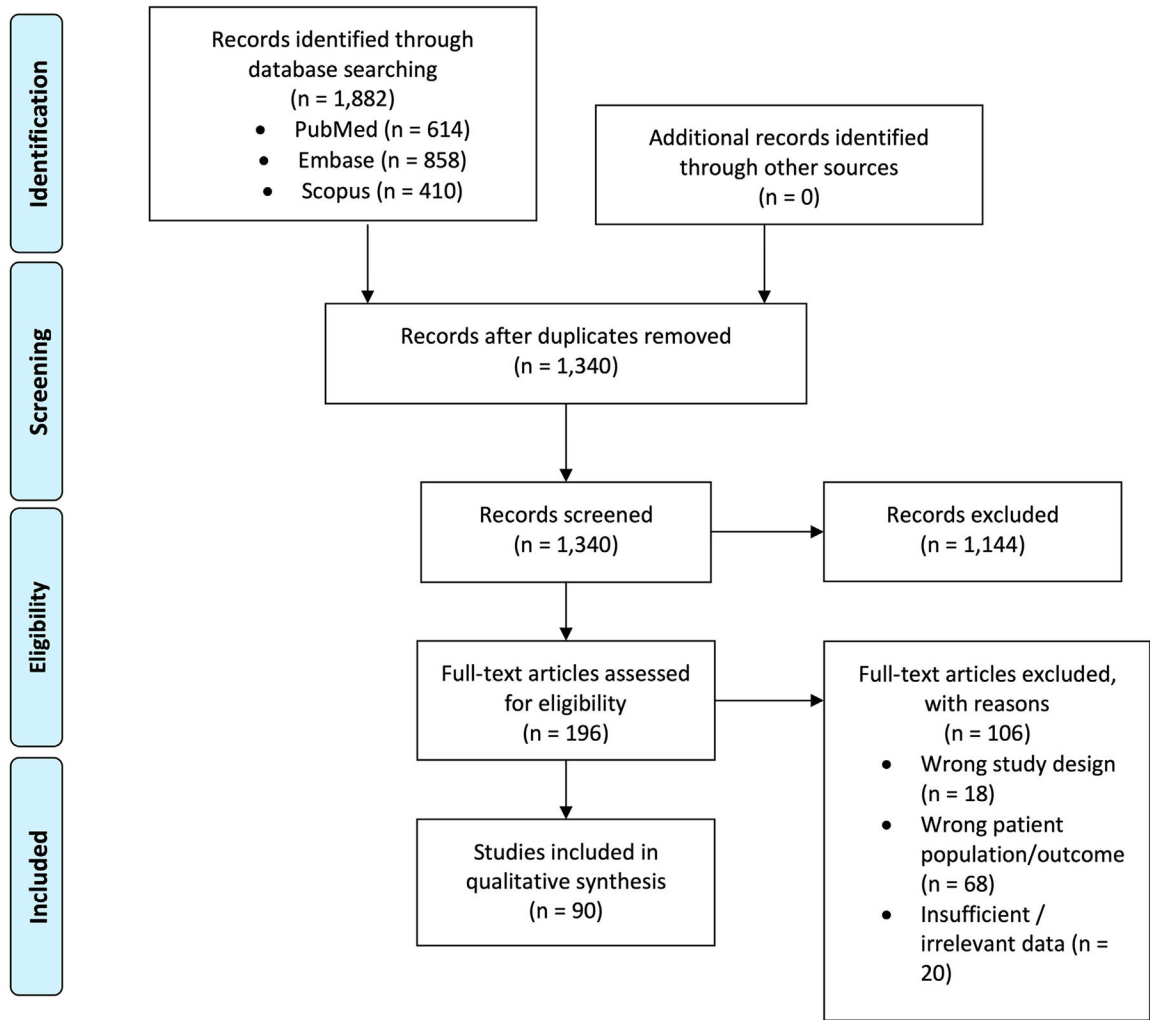 Identification
Records identified through
database searching
(n = 1,882)
• PubMed (n = 614)
• Embase (n = 858)
• Scopus (n = 410)
Additional records identified
through other sources
(n = 0)
Screening
Records after duplicates removed
(n = 1,340)
Records screened
(n = 1,340)
Records excluded
(n = 1,144)
Eligibility
Full-text articles assessed
for eligibility
(n = 196)
Full-text articles excluded,
with reasons
(n = 106)
• Wrong study design
(n = 18)
• Wrong patient
population/outcome
(n = 68)
• Insufficient /
irrelevant data (n =
20)
Included
Studies included in
qualitative synthesis
(n = 90)